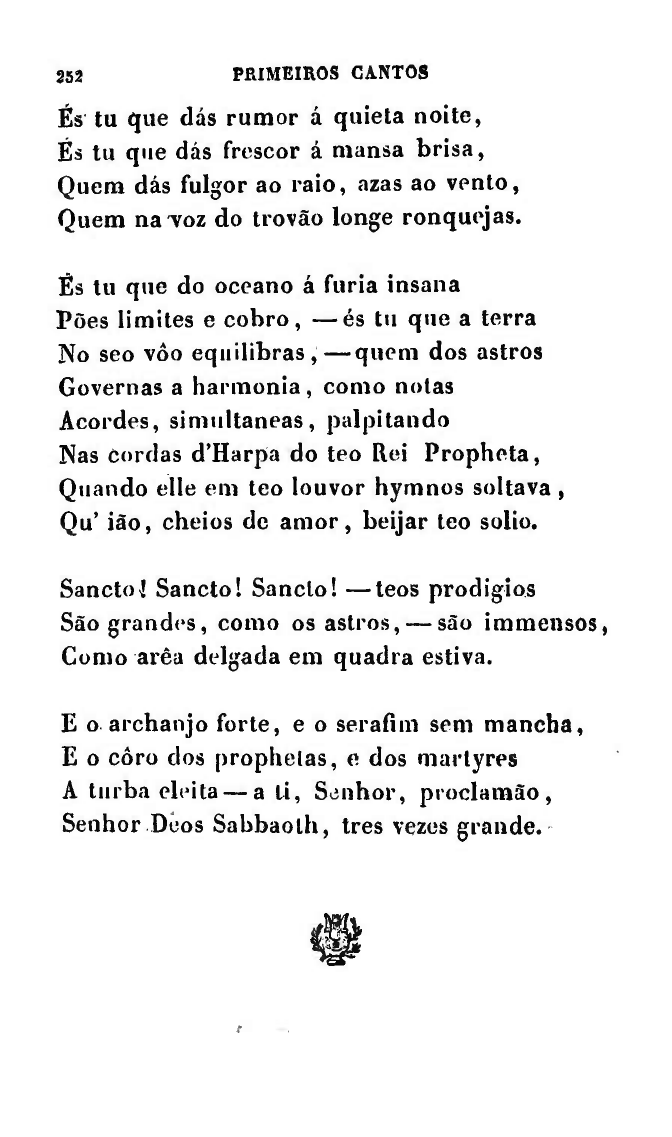 252 PRIMEIROS CANTOS
És tu que dás rumor á quieta noite,
És tu que dás frescor á mansa brisa,
Quem dás fulgor ao raio, azas ao vento,
Quem na voz do trovão longe ronquejas.
És tu que do oceano á furia insana
Pões limites e cobro, — és tu que a terra
No seo vôo equilibras, — quem dos astros
Governas a harmonia, como notas
Acordes, simultaneas, palpitando
Nas cordas d'Harpa do teo Rei Propheta,
Quando elle em teo louvor hymnos soltava,
Qu' ião, cheios de amor, beijar teo solio.
Sancto! Sancto! Sancto! — teos prodigios
São grandes, como os astros, — são immensos,
Como arêa delgada em quadra estiva.
E o archanjo forte, e o serafim sem mancha,
E o côro dos prophetas, e dos martyres
A turba eleita — a ti, Senhor, proclamão,
Senhor Deos Sabbaoth, tres vezes grande.